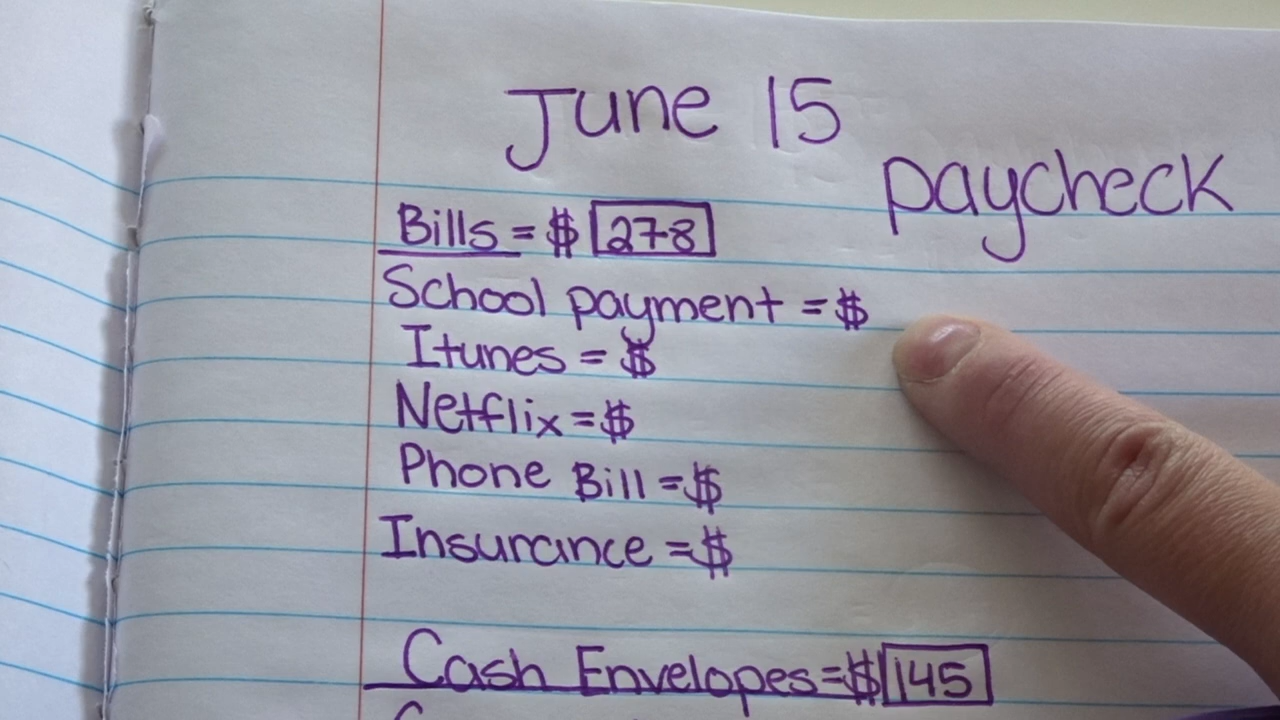 June 15
paycheck
Bills = $ 278
School payment = $
Itunes = $
Netflix = $
Phone Bill = $
Insurance = $
Cash Envelopes = $ 145